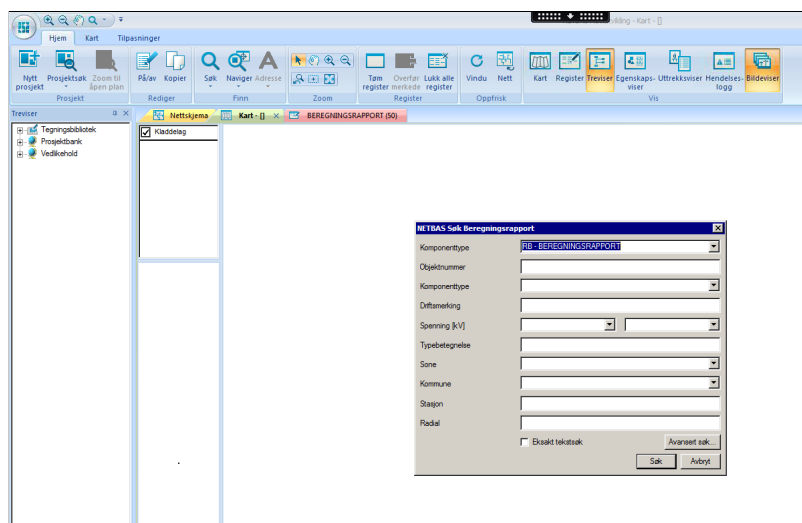 vikling - Kart - []
Hjem Kart Tilpasninger
Nytt prosjekt
Prosjektsøk
Zoom til åpen plan
På/av
Kopier
Søk
Naviger
Adresse
Tøm register
Overfør merkede
Lukk alle register
Vindu
Nett
Kart
Register
Treviser
Egenskaps-viser
Uttrekksviser
Hendelses-logg
Bildeviser
Prosjekt Rediger Finn Zoom Register Oppfrisk Vis
Treviser
Nettskjema Kart - [] BEREGNINGSRAPPORT (50)
Tegningsbibliotek
Prosjektbank
Vedlikehold
Kladdelag
NETBAS Søk Beregningsrapport
Komponenttype RB - BEREGNINGSRAPPORT
Objektnummer
Komponenttype
Driftsmerking
Spenning [kV]
Typebetegnelse
Sone
Kommune
Stasjon
Radial
Eksakt tekstsøk Avansert søk...
Søk Avbryt